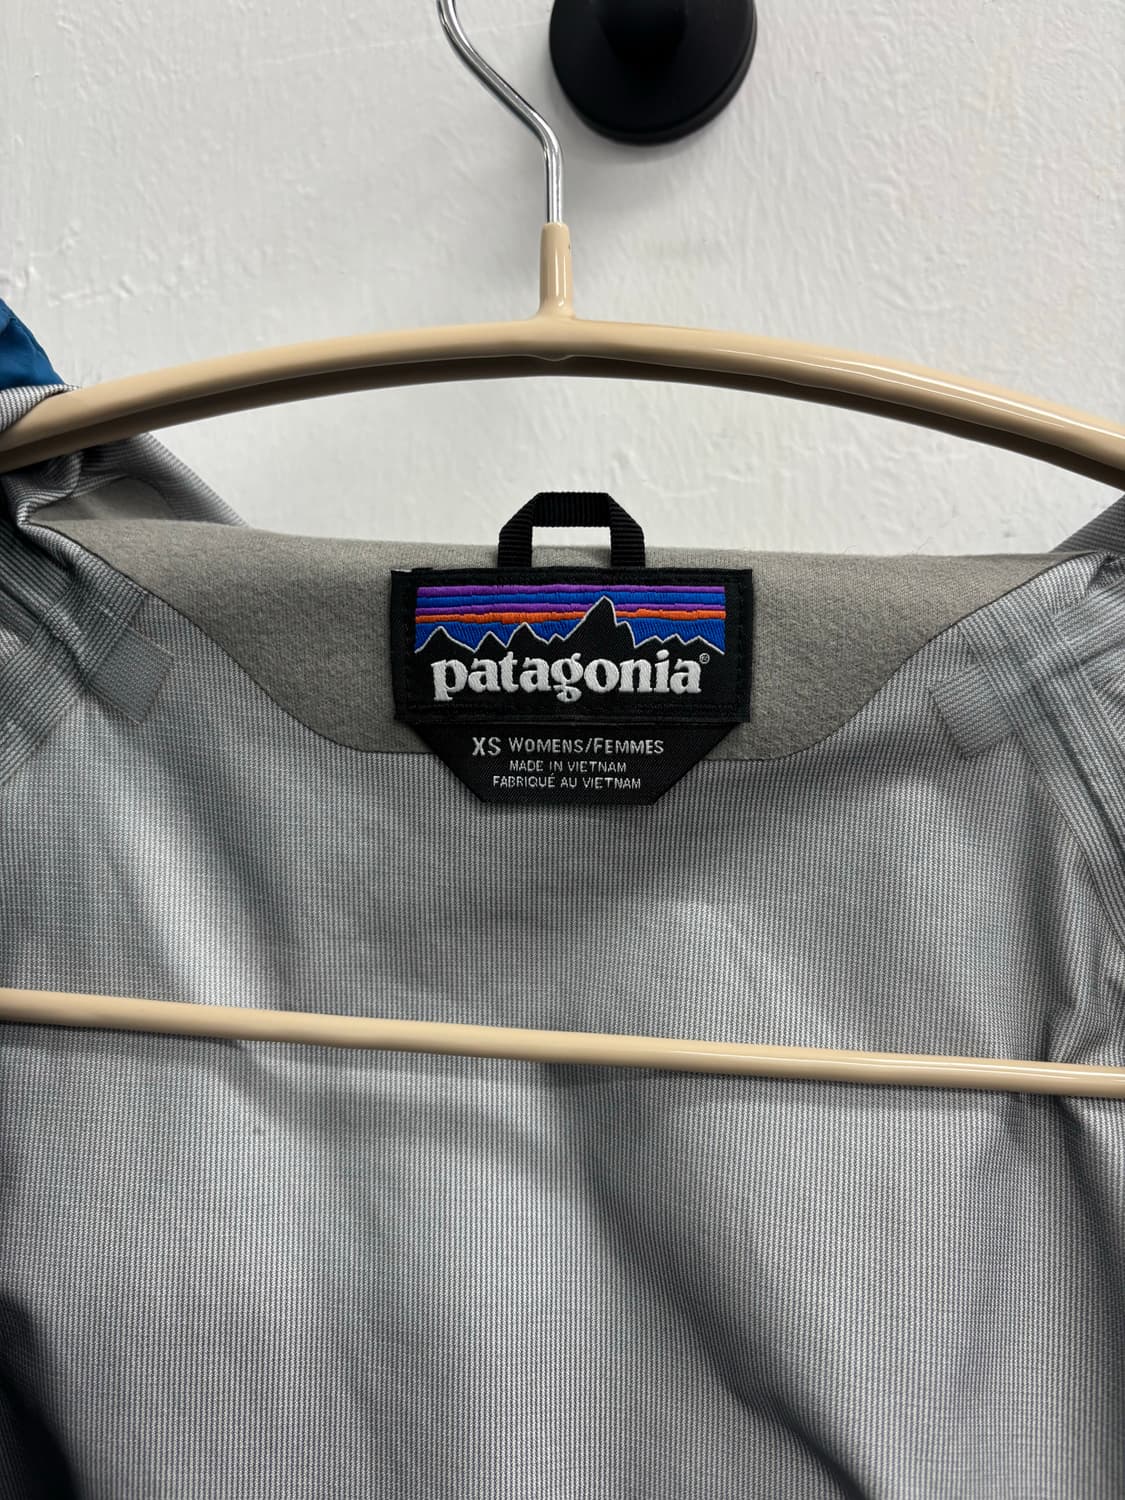 patagonia®
XS WOMENS/FEMMES
MADE IN VIETNAM
FABRIQUÉ AU VIETNAM